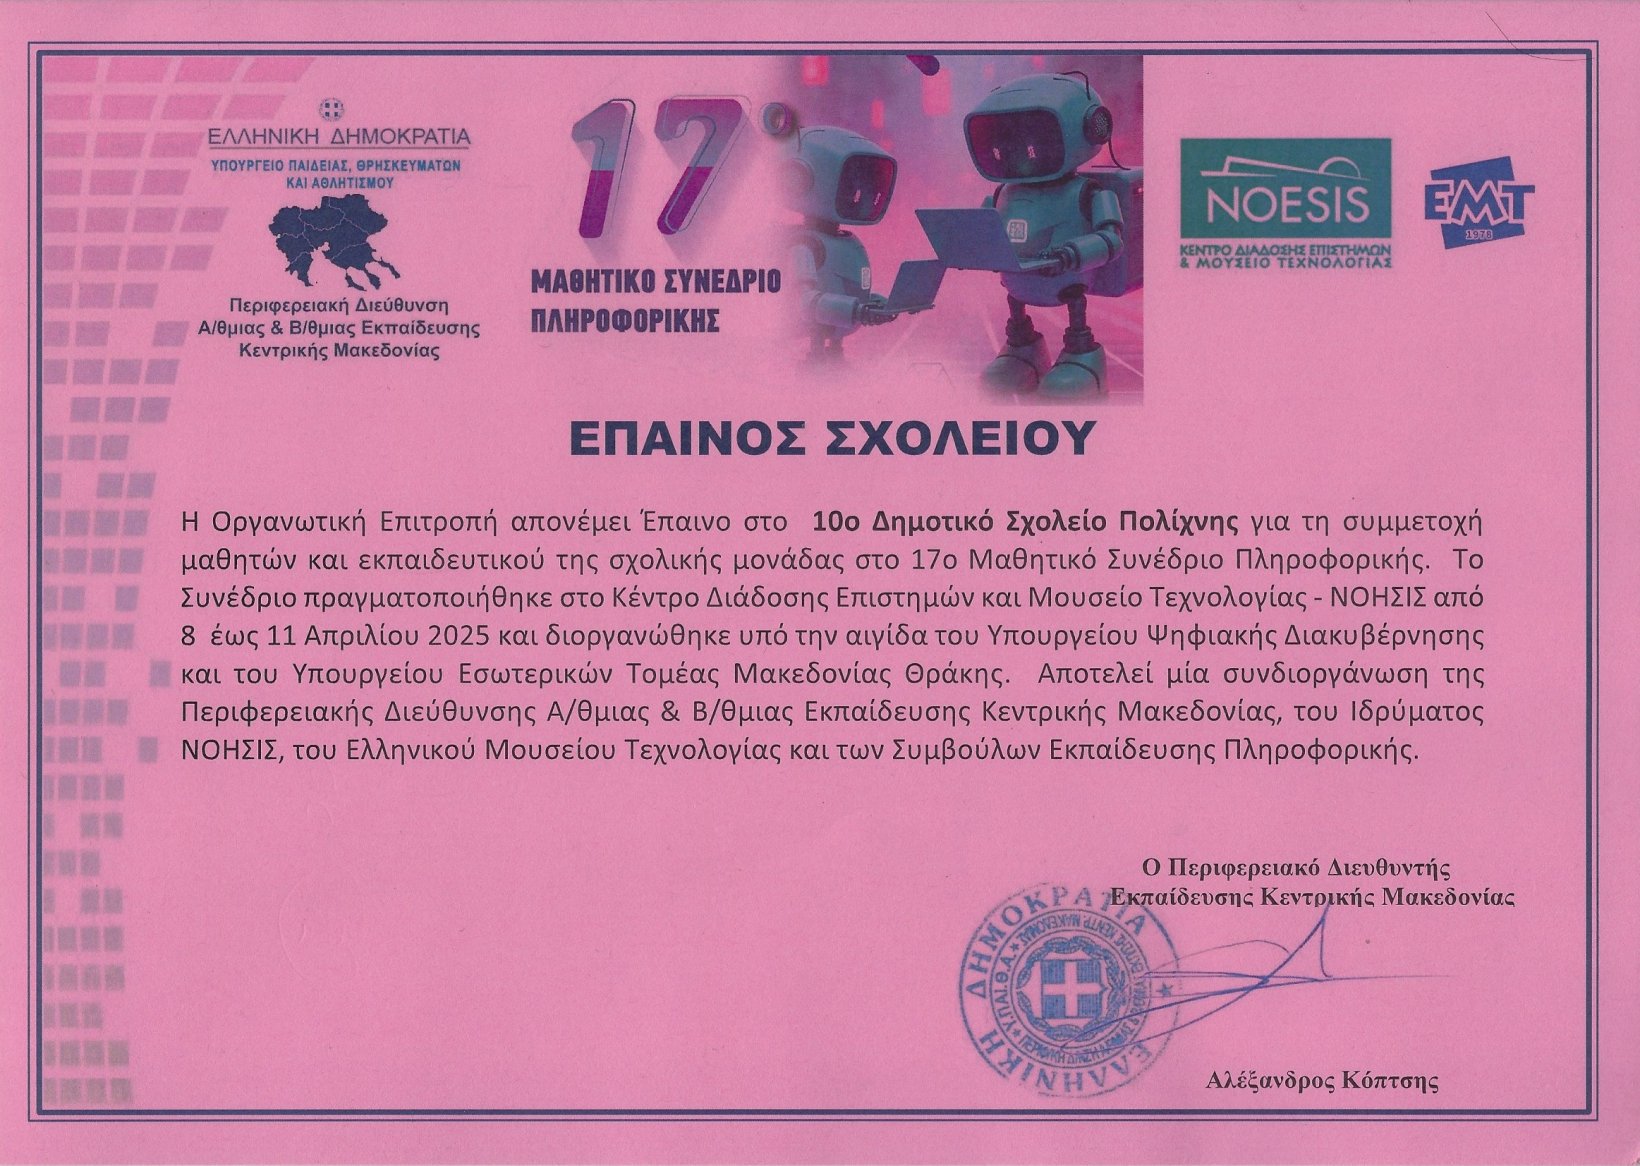 ΕΛΛΗΝΙΚΗ ΔΗΜΟΚΡΑΤΙΑ
ΥΠΟΥΡΓΕΙΟ ΠΑΙΔΕΙΑΣ, ΘΡΗΣΚΕΥΜΑΤΩΝ
ΚΑΙ ΑΘΛΗΤΙΣΜΟΥ
Περιφερειακή Διεύθυνση
Α/θμιας & Β/θμιας Εκπαίδευσης
Κεντρικής Μακεδονίας
17ο
ΜΑΘΗΤΙΚΟ ΣΥΝΕΔΡΙΟ
ΠΛΗΡΟΦΟΡΙΚΗΣ
NOESIS
ΚΕΝΤΡΟ ΔΙΑΔΟΣΗΣ ΕΠΙΣΤΗΜΩΝ
& ΜΟΥΣΕΙΟ ΤΕΧΝΟΛΟΓΙΑΣ
ΕΜΤ
1978
ΕΠΑΙΝΟΣ ΣΧΟΛΕΙΟΥ
Η Οργανωτική Επιτροπή απονέμει Έπαινο στο 10ο Δημοτικό Σχολείο Πολίχνης για τη συμμετοχή
μαθητών και εκπαιδευτικού της σχολικής μονάδας στο 17ο Μαθητικό Συνέδριο Πληροφορικής. Το
Συνέδριο πραγματοποιήθηκε στο Κέντρο Διάδοσης Επιστημών και Μουσείο Τεχνολογίας - ΝΟΗΣΙΣ από
8 έως 11 Απριλίου 2025 και διοργανώθηκε υπό την αιγίδα του Υπουργείου Ψηφιακής Διακυβέρνησης
και του Υπουργείου Εσωτερικών Τομέας Μακεδονίας Θράκης. Αποτελεί μία συνδιοργάνωση της
Περιφερειακής Διεύθυνσης Α/θμιας & Β/θμιας Εκπαίδευσης Κεντρικής Μακεδονίας, του Ιδρύματος
ΝΟΗΣΙΣ, του Ελληνικού Μουσείου Τεχνολογίας και των Συμβούλων Εκπαίδευσης Πληροφορικής.
Ο Περιφερειακό Διευθυντής
Εκπαίδευσης Κεντρικής Μακεδονίας
ΕΛΛΗΝΙΚΗ ΔΗΜΟΚΡΑΤΙΑ
Αλέξανδρος Κόπτσης